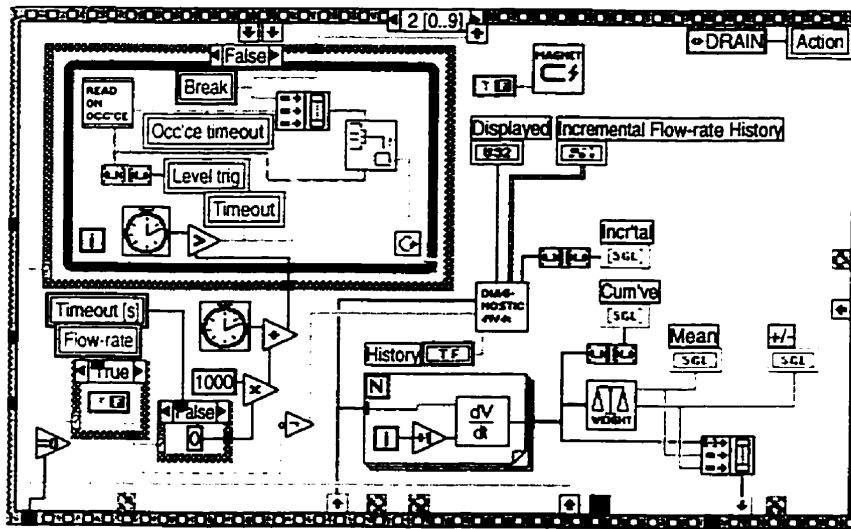 2 [0..9]
DRAIN
Action
False
READ
ON
OCC'CE
Break
Occ'ce timeout
Level trig
Timeout
i
MAGNET
T F
Displayed
Incremental Flow-rate History
U32
Incr'tal
SGL
DIAG-
NOSTIC
Cum've
SGL
Timeout [s]
Flow-rate
True
False
0
1000
×
+
>
History
TF
N
i
dV
dt
WEIGHT
Mean
SGL
+/-
SGL